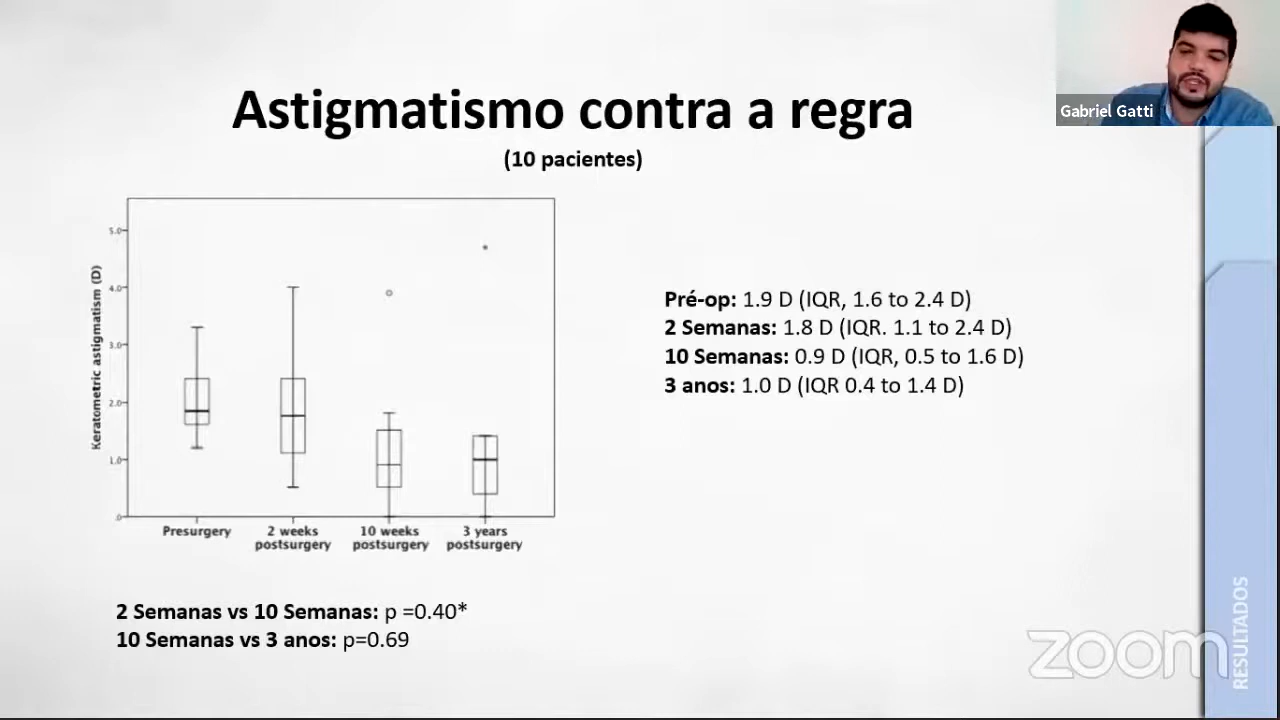 Gabriel Gatti
Astigmatismo contra a regra
(10 pacientes)
Keratometric astigmatism (D)
5.0
4.0
3.0
2.0
1.0
.0
Presurgery
2 weeks
postsurgery
10 weeks
postsurgery
3 years
postsurgery
Pré-op: 1.9 D (IQR, 1.6 to 2.4 D)
2 Semanas: 1.8 D (IQR. 1.1 to 2.4 D)
10 Semanas: 0.9 D (IQR, 0.5 to 1.6 D)
3 anos: 1.0 D (IQR 0.4 to 1.4 D)
2 Semanas vs 10 Semanas: p =0.40*
10 Semanas vs 3 anos: p=0.69
RESULTADOS
zoom